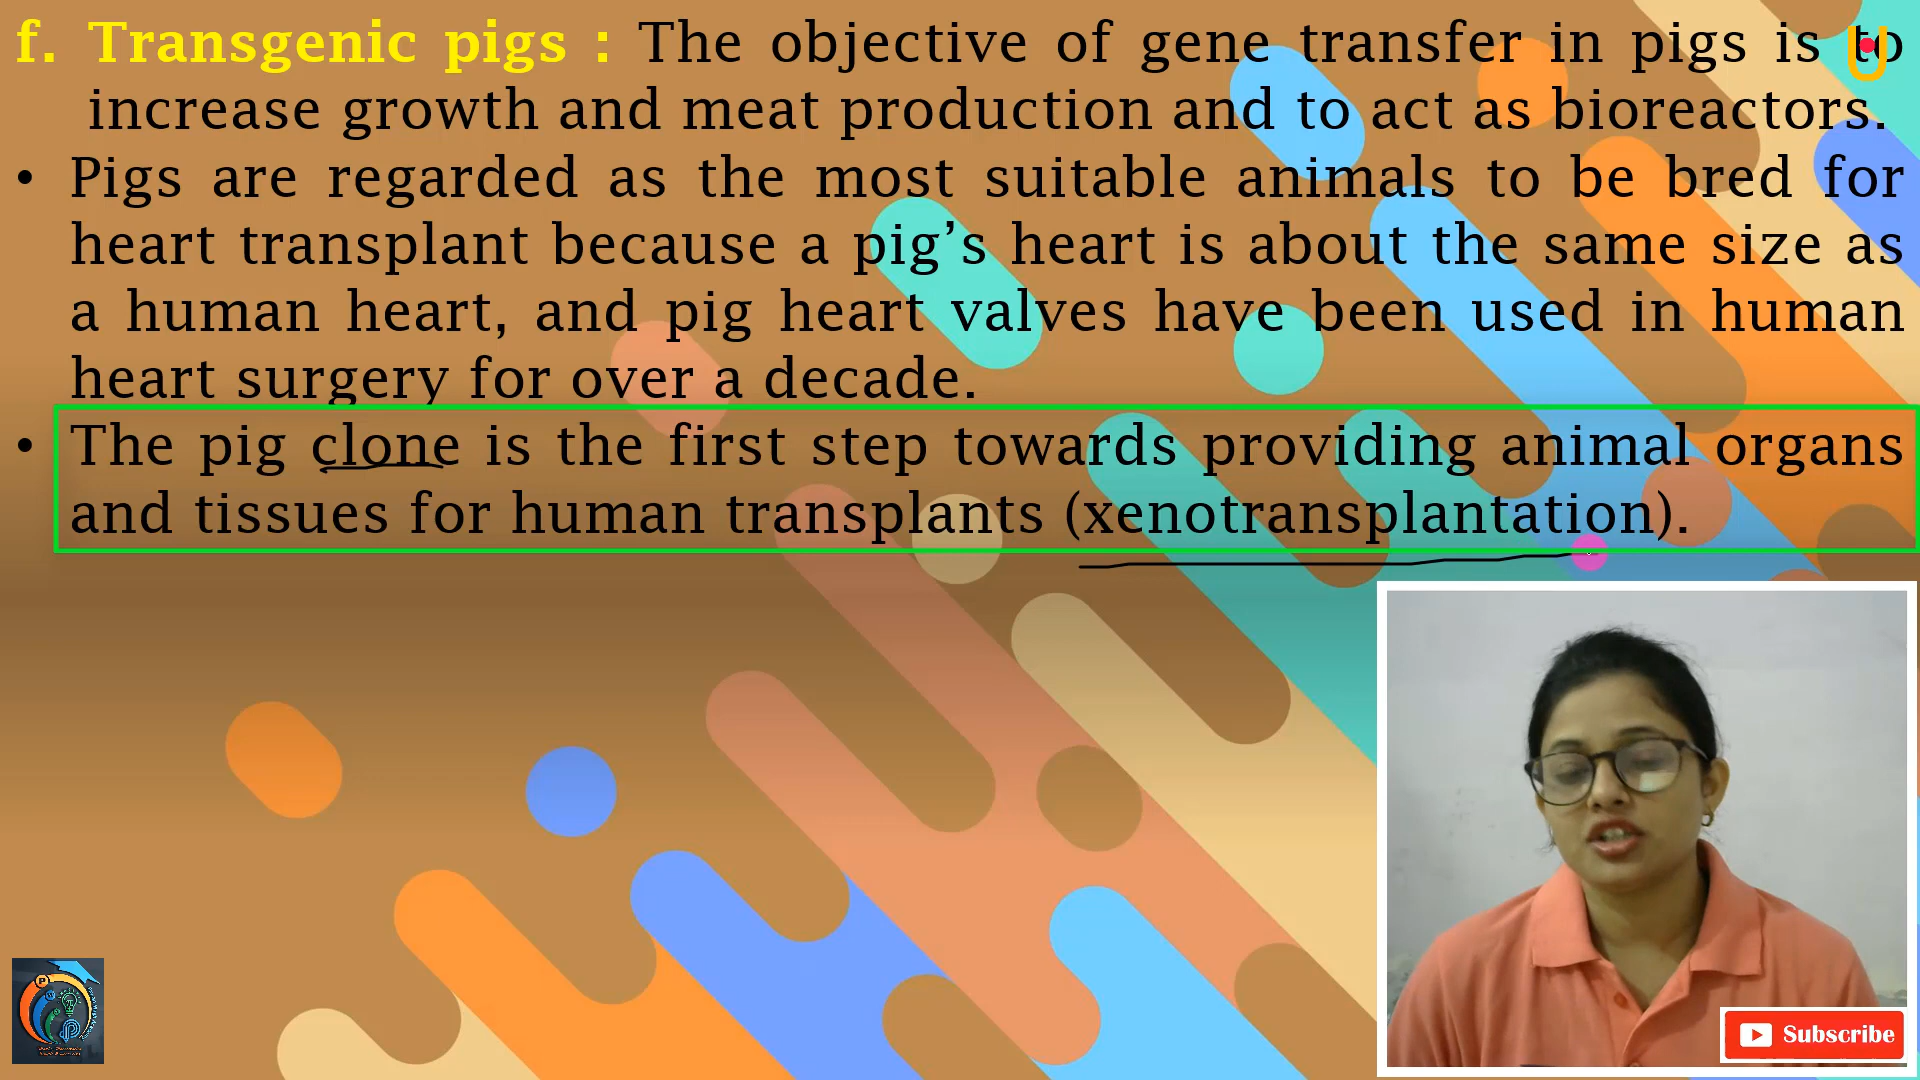 f. Transgenic pigs : The objective of gene transfer in pigs is to
increase growth and meat production and to act as bioreactors.
• Pigs are regarded as the most suitable animals to be bred for
heart transplant because a pig’s heart is about the same size as
a human heart, and pig heart valves have been used in human
heart surgery for over a decade.
• The pig clone is the first step towards providing animal organs
and tissues for human transplants (xenotransplantation).
Subscribe